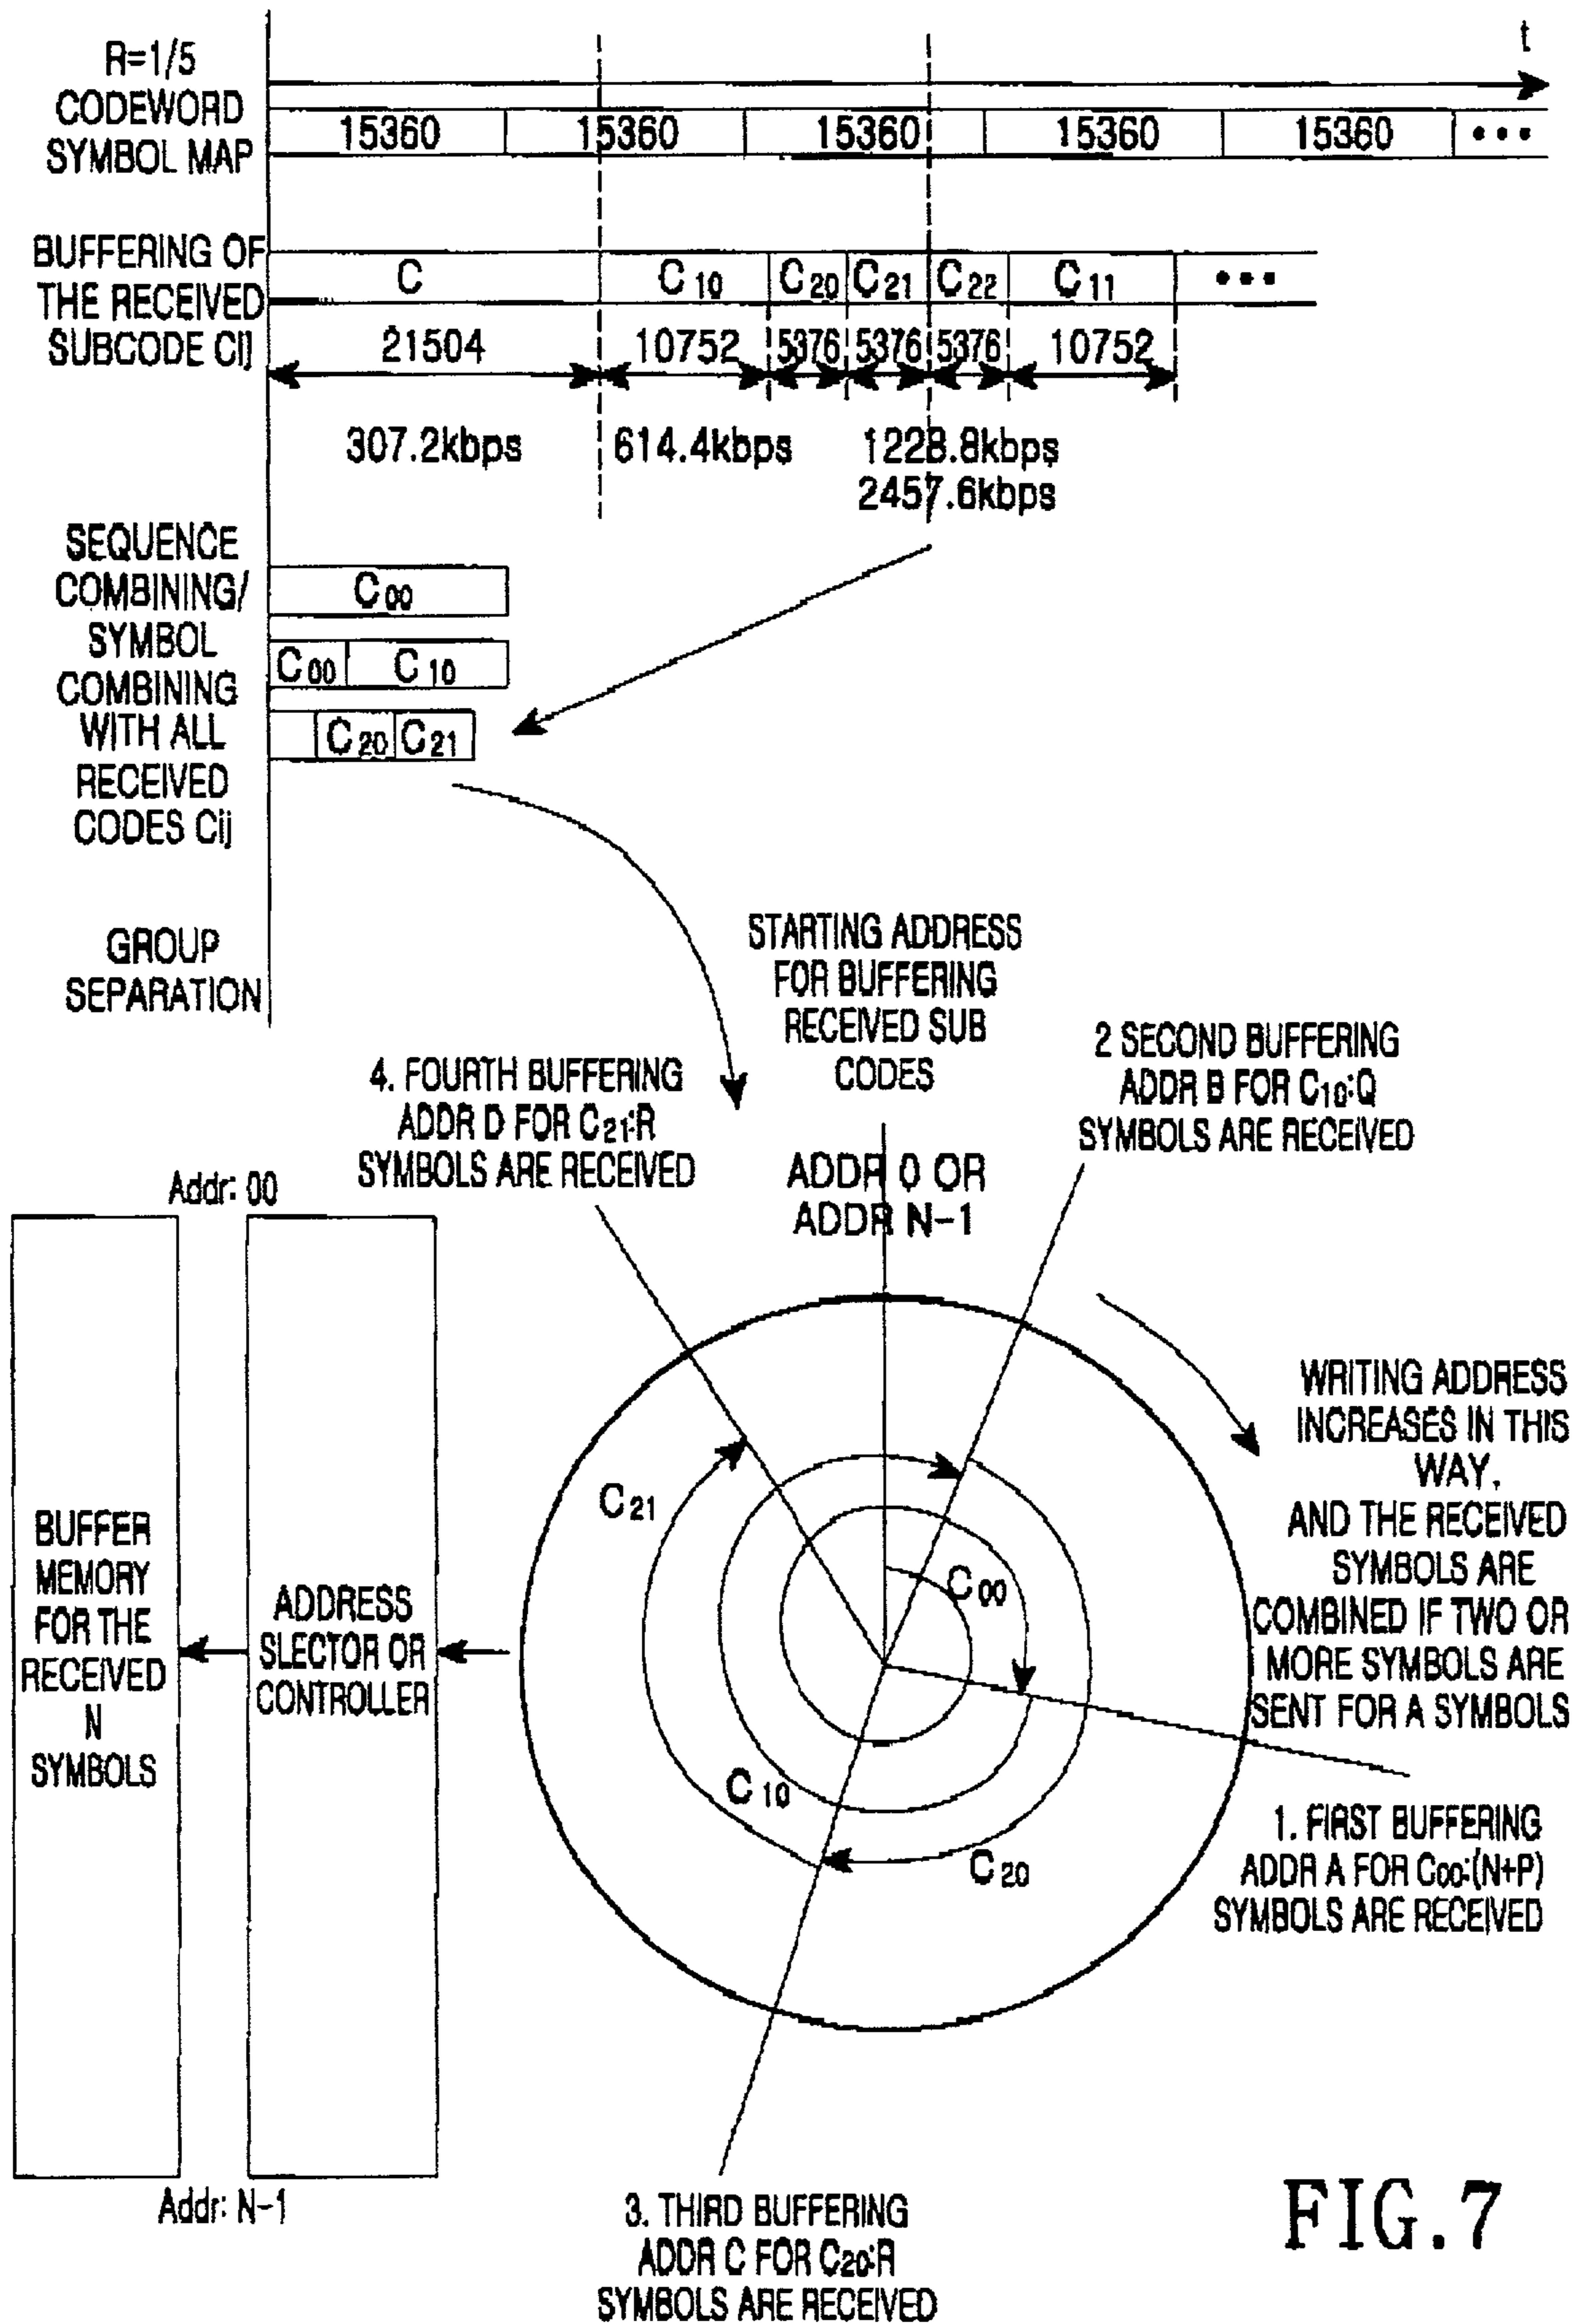 t
R=1/5
CODEWORD
SYMBOL MAP
15360 15360 15360 15360 15360 •••
BUFFERING OF
THE RECEIVED
SUBCODE Cij
C C10 C20 C21 C22 C11 •••
21504 10752 5376 5376 5376 10752
307.2kbps 614.4kbps 1228.8kbps
2457.6kbps
SEQUENCE
COMBINING/
SYMBOL
COMBINING
WITH ALL
RECEIVED
CODES Cij
C00
C00 C10
C20 C21
GROUP
SEPARATION
STARTING ADDRESS
FOR BUFFERING
RECEIVED SUB
CODES
ADDR 0 OR
ADDR N-1
2 SECOND BUFFERING
ADDR B FOR C10:Q
SYMBOLS ARE RECEIVED
4. FOURTH BUFFERING
ADDR D FOR C21:R
SYMBOLS ARE RECEIVED
Addr: 00
BUFFER
MEMORY
FOR THE
RECEIVED
N
SYMBOLS
ADDRESS
SLECTOR OR
CONTROLLER
Addr: N-1
C21
C00
C10
C20
WRITING ADDRESS
INCREASES IN THIS
WAY,
AND THE RECEIVED
SYMBOLS ARE
COMBINED IF TWO OR
MORE SYMBOLS ARE
SENT FOR A SYMBOLS
1. FIRST BUFFERING
ADDR A FOR C00:(N+P)
SYMBOLS ARE RECEIVED
3. THIRD BUFFERING
ADDR C FOR C20:R
SYMBOLS ARE RECEIVED
FIG.7